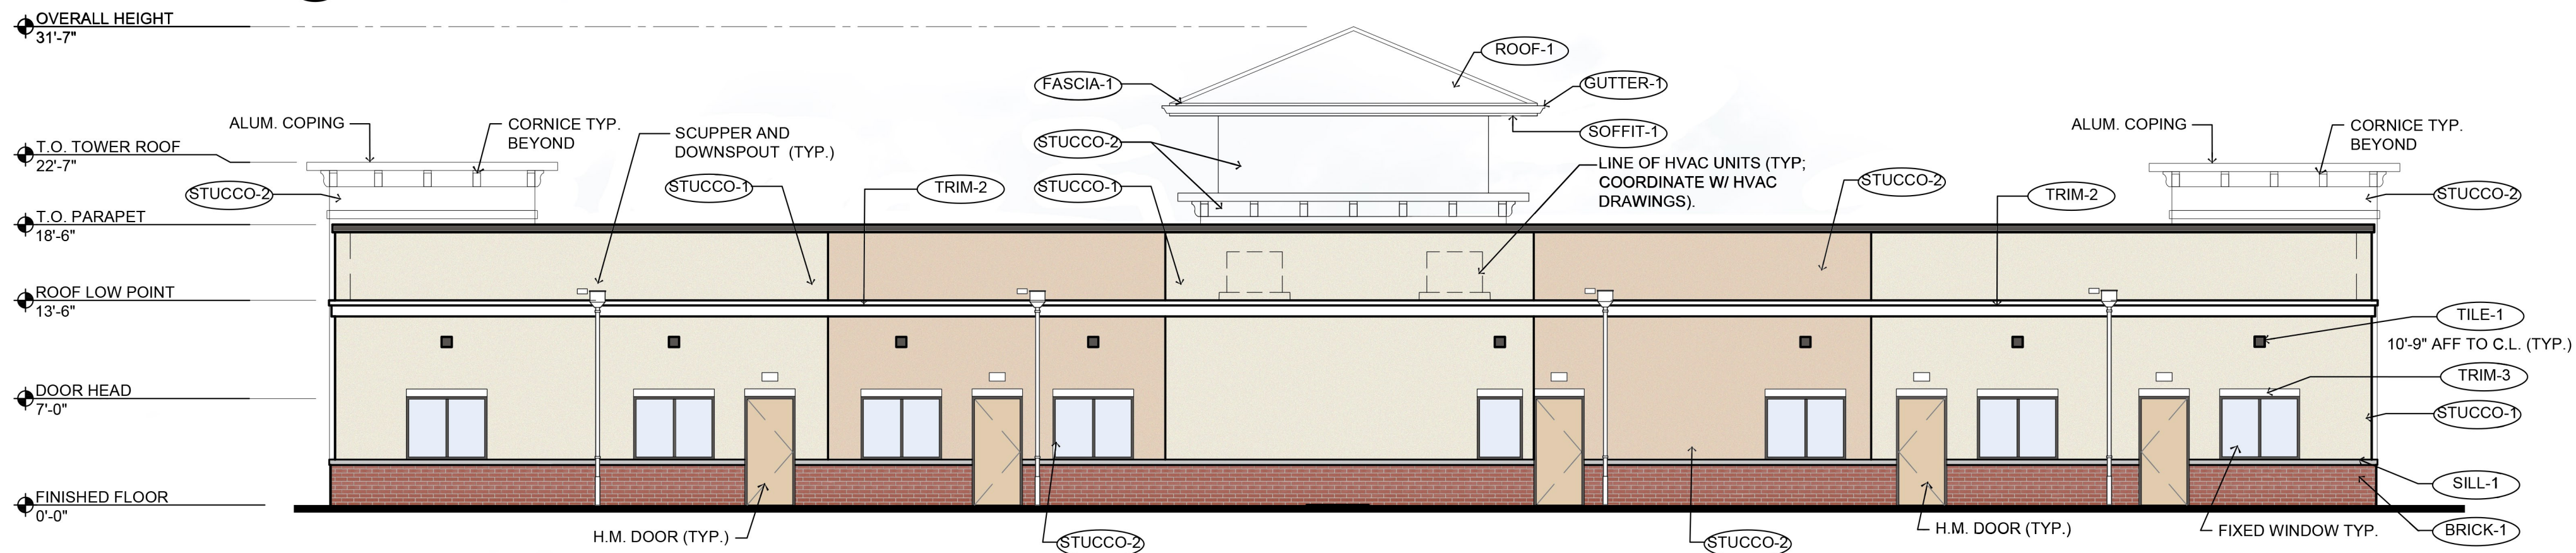 OVERALL HEIGHT
31'-7"
ROOF-1
FASCIA-1
GUTTER-1
ALUM. COPING
CORNICE TYP.
BEYOND
SCUPPER AND
DOWNSPOUT (TYP.)
SOFFIT-1
ALUM. COPING
CORNICE TYP.
BEYOND
T.O. TOWER ROOF
22'-7"
STUCCO-2
LINE OF HVAC UNITS (TYP;
COORDINATE W/ HVAC
DRAWINGS).
STUCCO-2
STUCCO-1
TRIM-2
STUCCO-1
STUCCO-2
TRIM-2
STUCCO-2
T.O. PARAPET
18'-6"
ROOF LOW POINT
13'-6"
TILE-1
10'-9" AFF TO C.L. (TYP.)
TRIM-3
DOOR HEAD
7'-0"
STUCCO-1
SILL-1
FINISHED FLOOR
0'-0"
H.M. DOOR (TYP.)
STUCCO-2
STUCCO-2
H.M. DOOR (TYP.)
FIXED WINDOW TYP.
BRICK-1